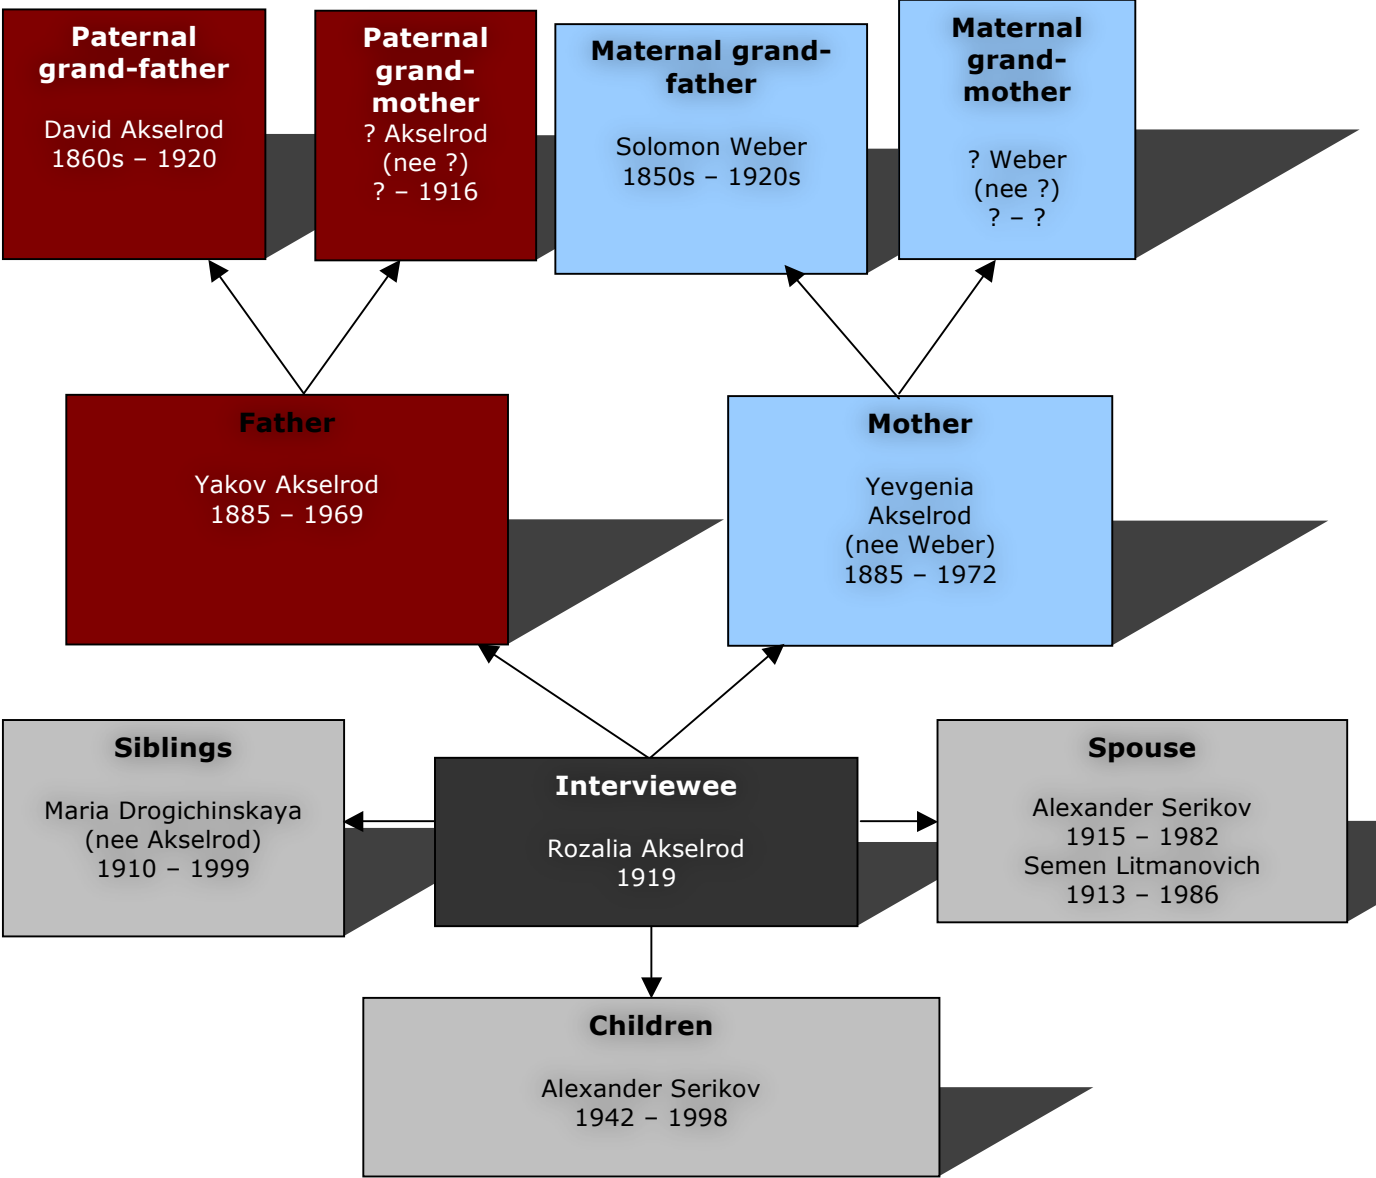 Paternal
grand-father
David Akselrod
1860s – 1920
Paternal
grand-
mother
? Akselrod
(nee ?)
? – 1916
Maternal grand-
father
Solomon Weber
1850s – 1920s
Maternal
grand-
mother
? Weber
(nee ?)
? – ?
Father
Yakov Akselrod
1885 – 1969
Mother
Yevgenia
Akselrod
(nee Weber)
1885 – 1972
Siblings
Maria Drogichinskaya
(nee Akselrod)
1910 – 1999
Interviewee
Rozalia Akselrod
1919
Spouse
Alexander Serikov
1915 – 1982
Semen Litmanovich
1913 – 1986
Children
Alexander Serikov
1942 – 1998